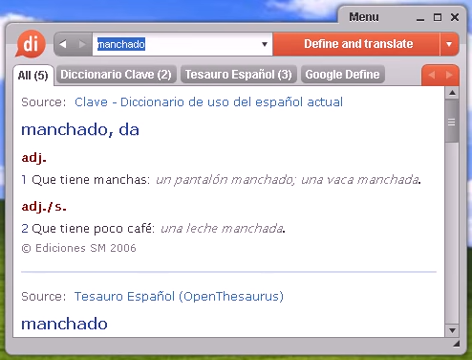 Menu
di
manchado
Define and translate
All (5)
Diccionario Clave (2)
Tesauro Español (3)
Google Define
Source: Clave - Diccionario de uso del español actual
manchado, da
adj.
1 Que tiene manchas: un pantalón manchado; una vaca manchada.
adj./s.
2 Que tiene poco café: una leche manchada.
© Ediciones SM 2006
Source: Tesauro Español (OpenThesaurus)
manchado